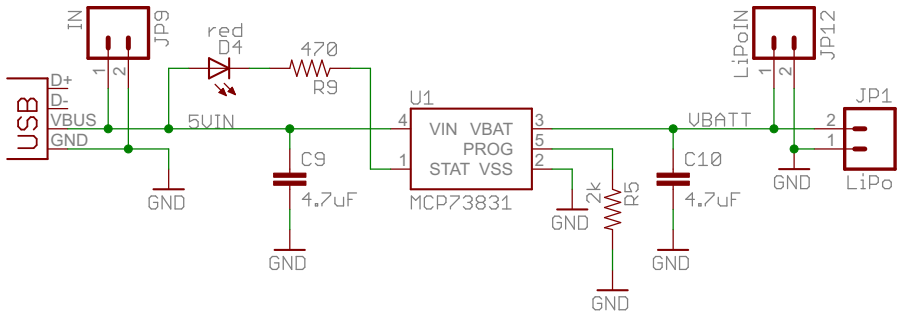 IN
JP9
1
2
red
D4
470
R9
USB
D+
D-
VBUS
GND
GND
5VIN
C9
4.7uF
GND
U1
4
VIN
VBAT
3
PROG
5
1
STAT
VSS
2
MCP73831
GND
2k
R5
GND
C10
4.7uF
GND
VBATT
LiPoIN
JP12
1
2
GND
JP1
2
1
LiPo